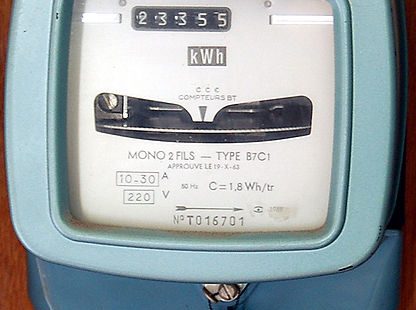 23355
kWh
C C C
COMPTEURS BT
MONO 2 FILS — TYPE B7C1
APPROUVE LE 19-X-63
10-30 A
220 V
50 Hz C = 1,8 Wh/tr
Nº T016701